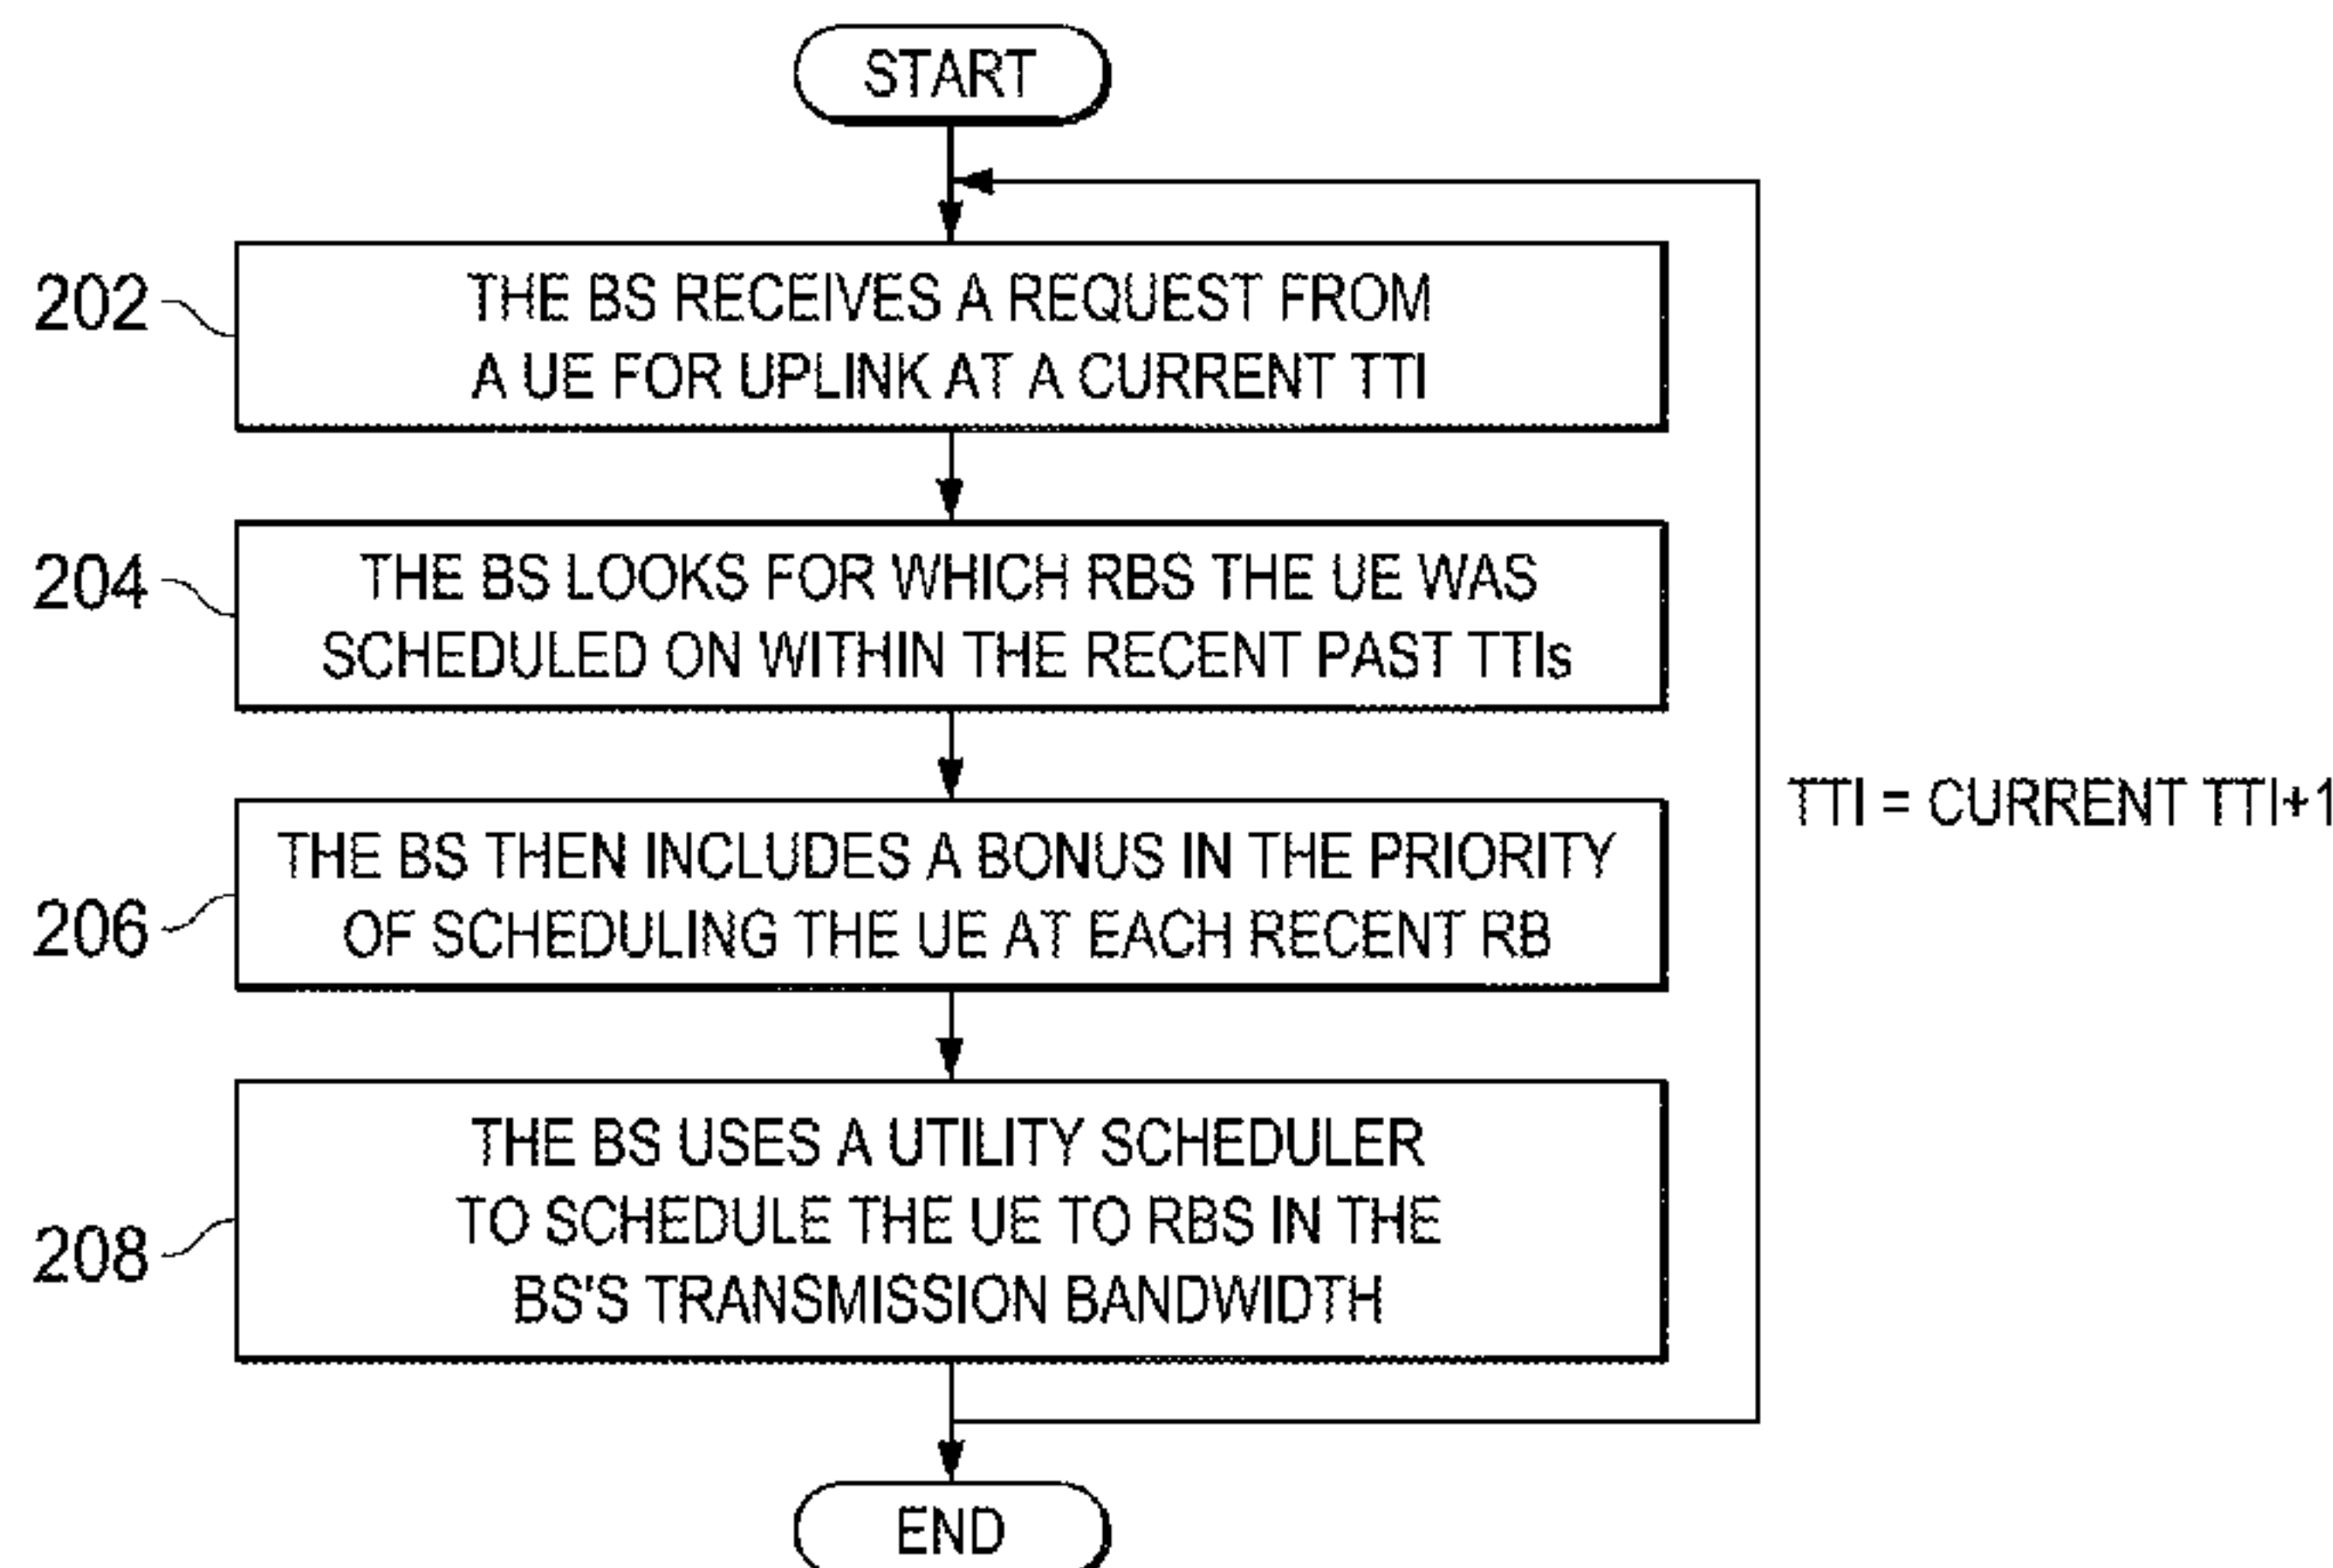 START
202
THE BS RECEIVES A REQUEST FROM
A UE FOR UPLINK AT A CURRENT TTI
204
THE BS LOOKS FOR WHICH RBS THE UE WAS
SCHEDULED ON WITHIN THE RECENT PAST TTIs
TTI = CURRENT TTI+1
206
THE BS THEN INCLUDES A BONUS IN THE PRIORITY
OF SCHEDULING THE UE AT EACH RECENT RB
208
THE BS USES A UTILITY SCHEDULER
TO SCHEDULE THE UE TO RBS IN THE
BS'S TRANSMISSION BANDWIDTH
END